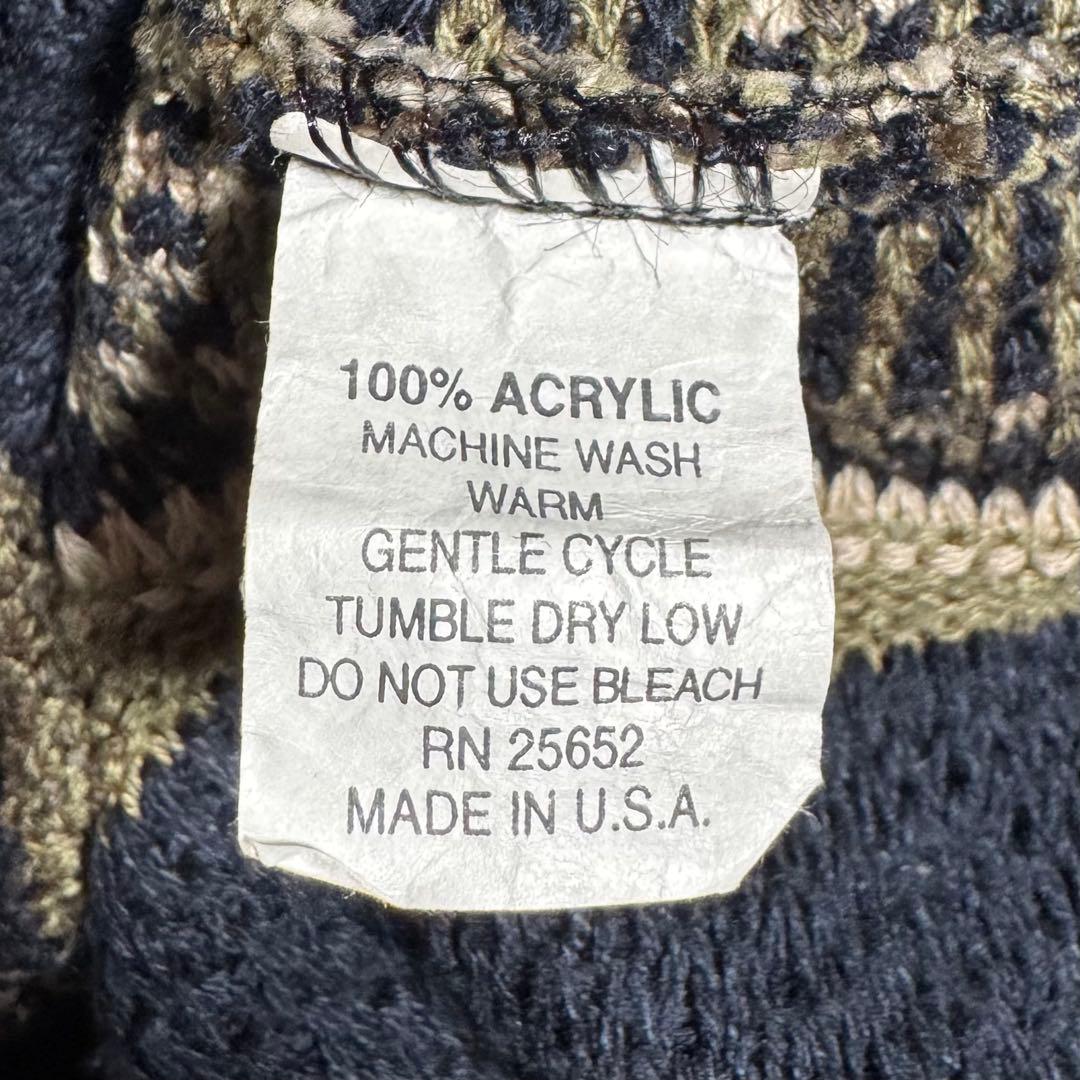 100% ACRYLIC
MACHINE WASH
WARM
GENTLE CYCLE
TUMBLE DRY LOW
DO NOT USE BLEACH
RN 25652
MADE IN U.S.A.